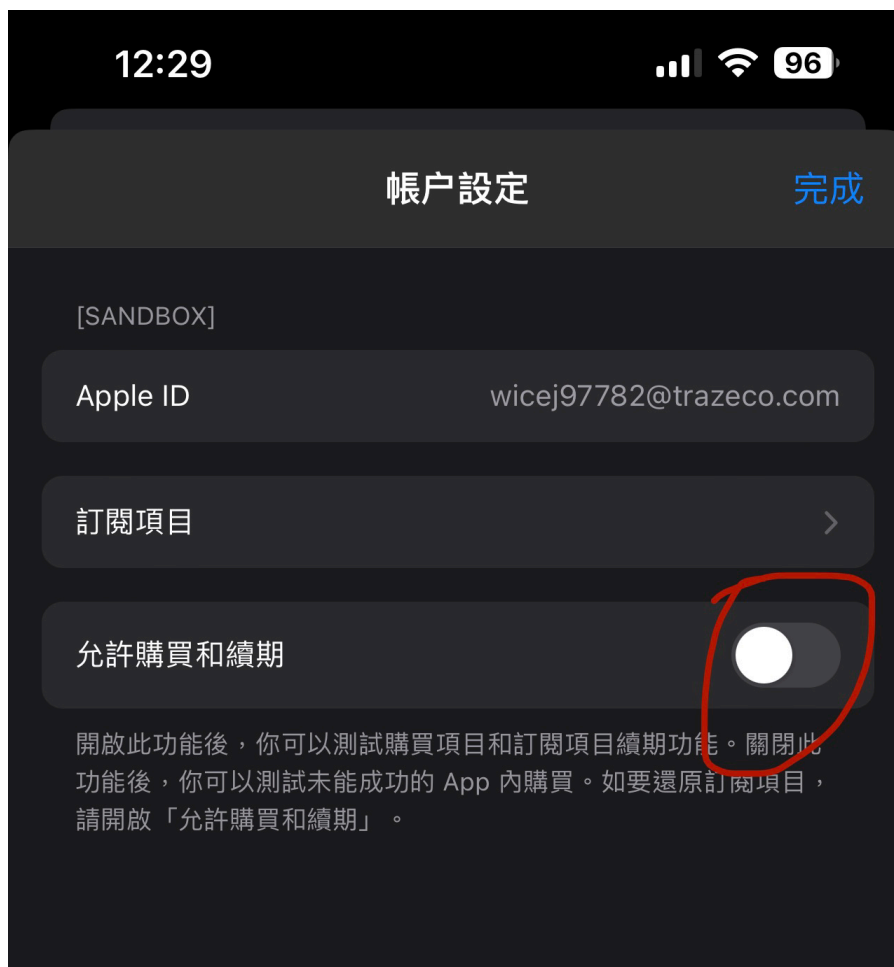 12:29
96
帳户設定
完成
[SANDBOX]
Apple ID
wicej97782@trazeco.com
訂閱項目
允許購買和續期
開啟此功能後，你可以測試購買項目和訂閱項目續期功能。關閉此
功能後，你可以測試未能成功的 App 內購買。如要還原訂閱項目，
請開啟「允許購買和續期」。